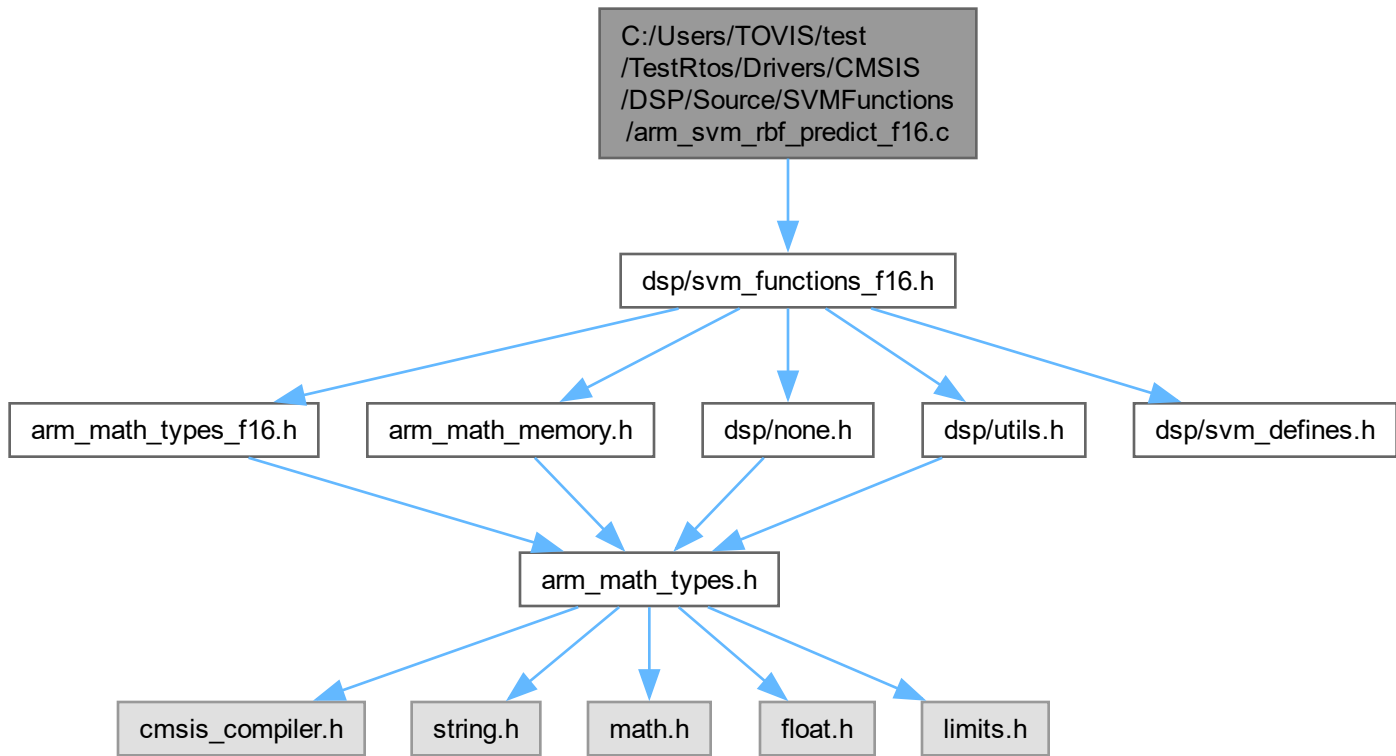 C:/Users/TOVIS/test
/TestRtos/Drivers/CMSIS
/DSP/Source/SVMFunctions
/arm_svm_rbf_predict_f16.c
dsp/svm_functions_f16.h
arm_math_types_f16.h
arm_math_memory.h
dsp/none.h
dsp/utils.h
dsp/svm_defines.h
arm_math_types.h
cmsis_compiler.h
string.h
math.h
float.h
limits.h